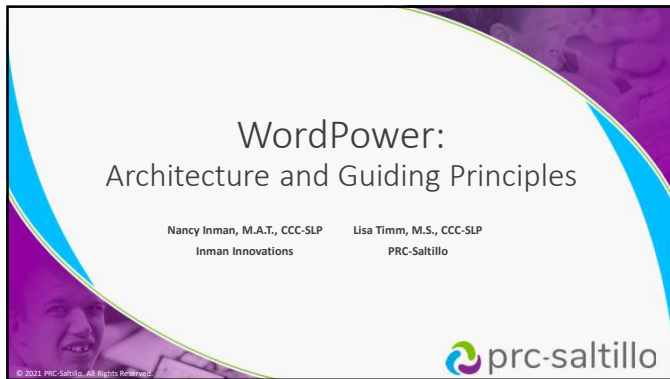 WordPower:
Architecture and Guiding Principles
Nancy Inman, M.A.T., CCC-SLP Lisa Timm, M.S., CCC-SLP
Inman Innovations PRC-Saltillo
© 2021 PRC-Saltillo. All Rights Reserved.
prc-saltillo